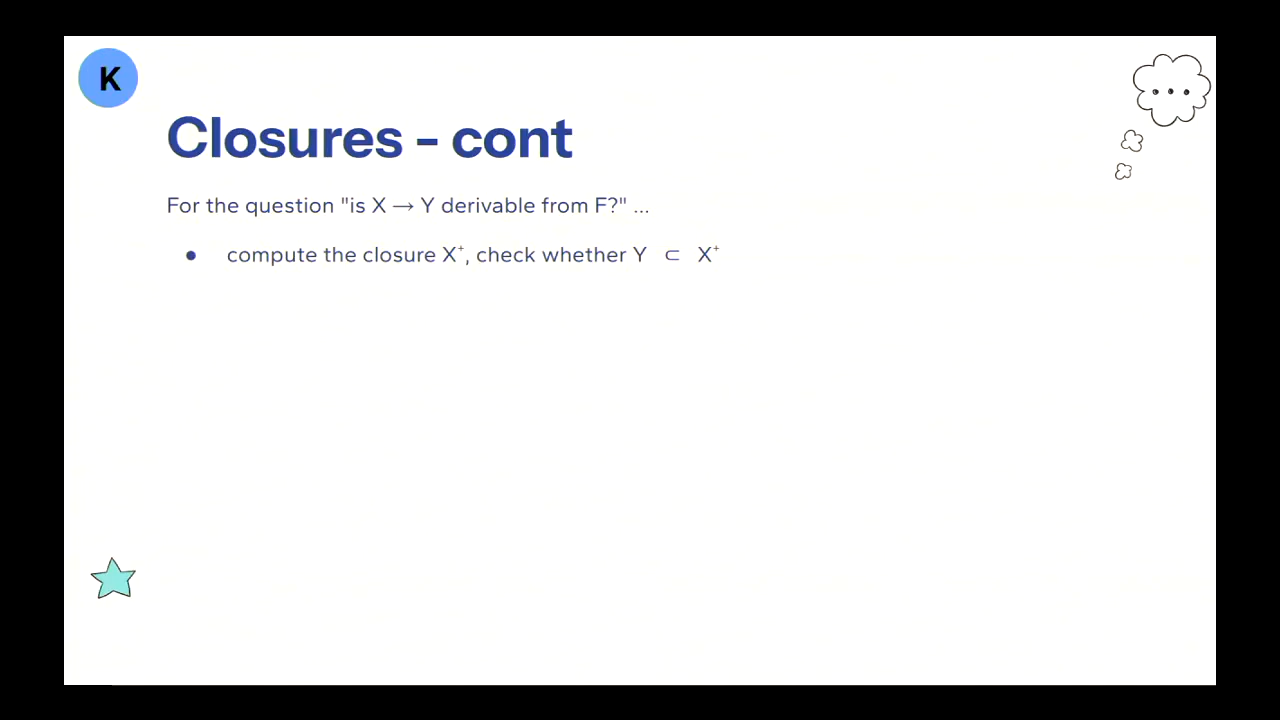 K
Closures - cont
For the question "is X → Y derivable from F?" ...
● compute the closure X⁺, check whether Y ⊂ X⁺